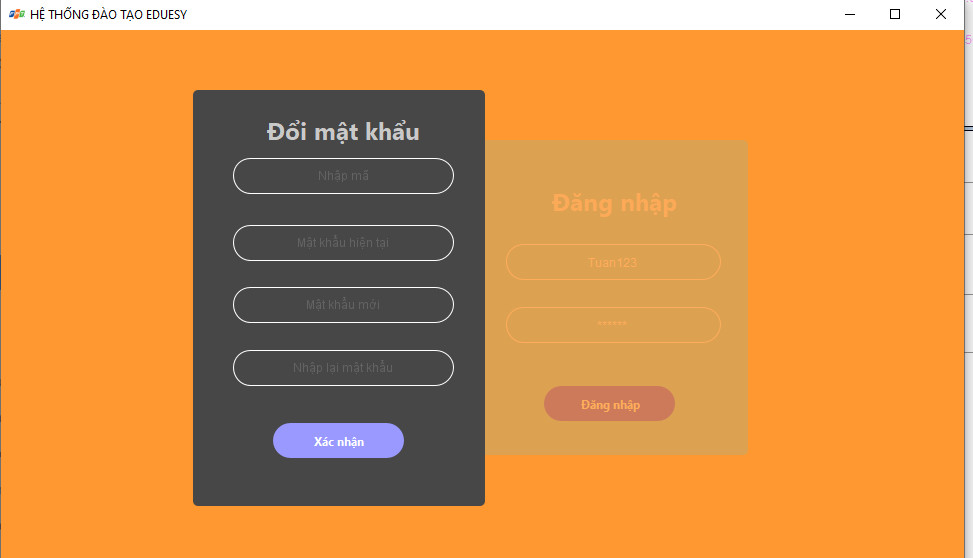 HỆ THỐNG ĐÀO TẠO EDUESY
Đổi mật khẩu
Nhập mã
Mật khẩu hiện tại
Mật khẩu mới
Nhập lại mật khẩu
Xác nhận
Đăng nhập
Tuan123
******
Đăng nhập
5